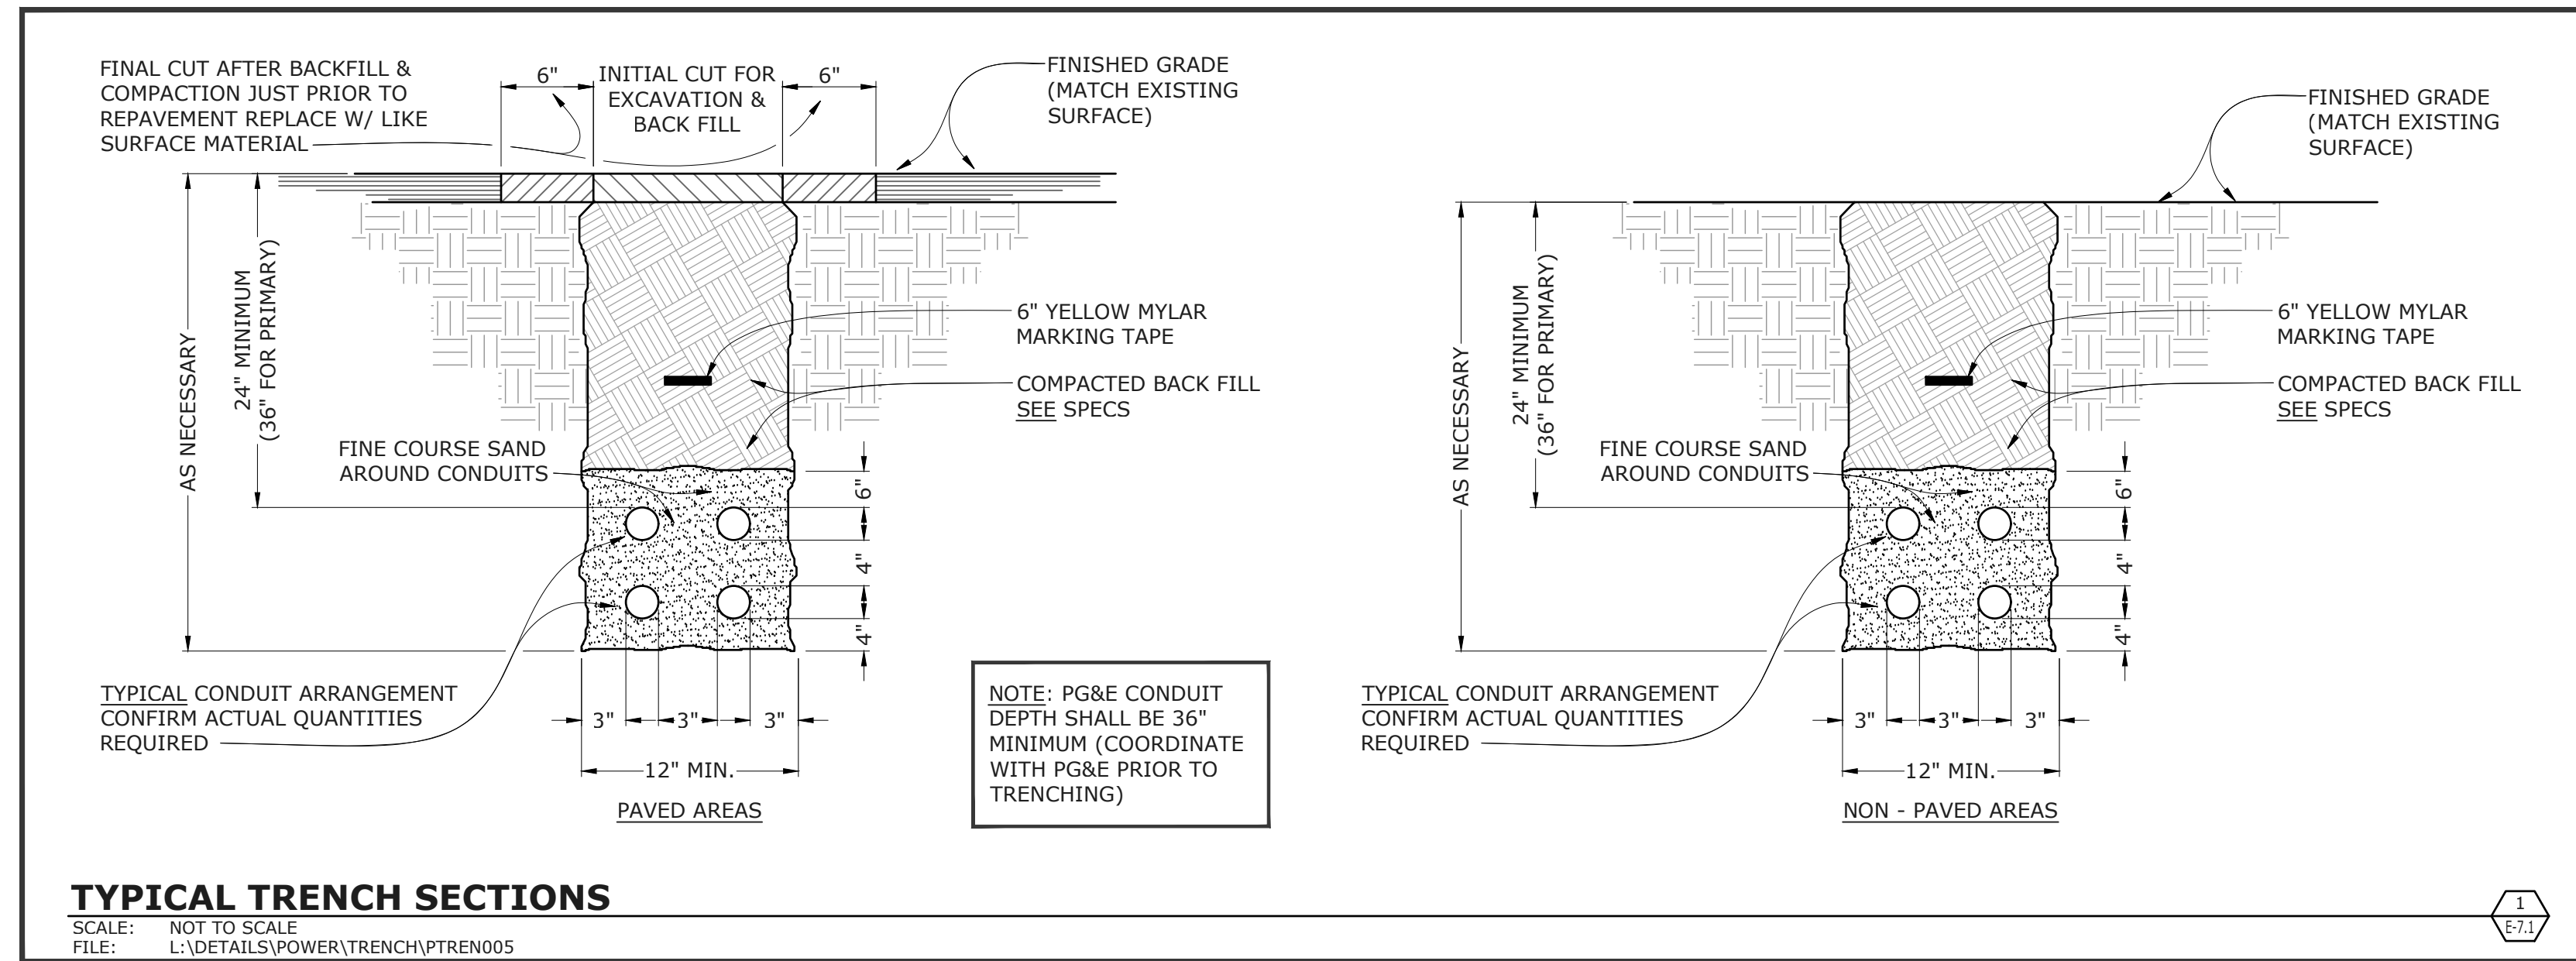 FINAL CUT AFTER BACKFILL &
COMPACTION JUST PRIOR TO
REPAVEMENT REPLACE W/ LIKE
SURFACE MATERIAL
6"
INITIAL CUT FOR
EXCAVATION &
BACK FILL
6"
FINISHED GRADE
(MATCH EXISTING
SURFACE)
AS NECESSARY
24" MINIMUM
(36" FOR PRIMARY)
6" YELLOW MYLAR
MARKING TAPE
COMPACTED BACK FILL
SEE SPECS
FINE COURSE SAND
AROUND CONDUITS
6"
4"
4"
TYPICAL CONDUIT ARRANGEMENT
CONFIRM ACTUAL QUANTITIES
REQUIRED
3"
3"
3"
12" MIN.
PAVED AREAS
NOTE: PG&E CONDUIT
DEPTH SHALL BE 36"
MINIMUM (COORDINATE
WITH PG&E PRIOR TO
TRENCHING)
FINISHED GRADE
(MATCH EXISTING
SURFACE)
AS NECESSARY
24" MINIMUM
(36" FOR PRIMARY)
6" YELLOW MYLAR
MARKING TAPE
COMPACTED BACK FILL
SEE SPECS
FINE COURSE SAND
AROUND CONDUITS
6"
4"
4"
TYPICAL CONDUIT ARRANGEMENT
CONFIRM ACTUAL QUANTITIES
REQUIRED
3"
3"
3"
12" MIN.
NON - PAVED AREAS
TYPICAL TRENCH SECTIONS
SCALE: NOT TO SCALE
FILE: L:\DETAILS\POWER\TRENCH\PTREN005
1
E-7.1